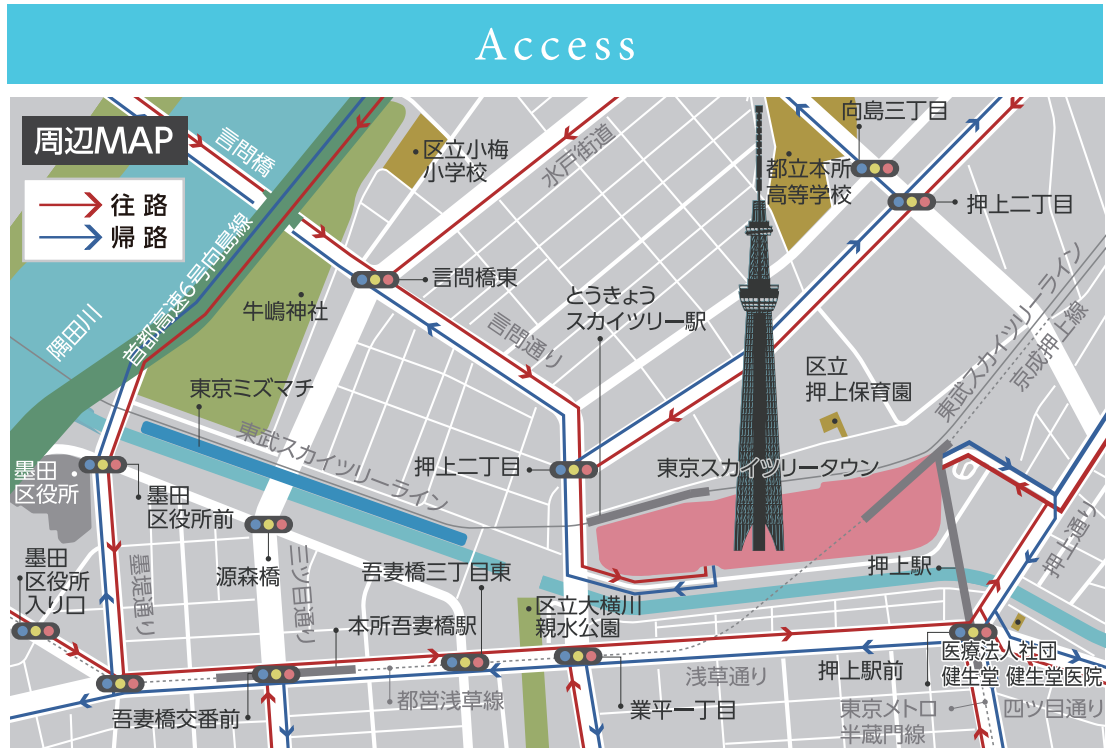 Access
周辺MAP
往路
帰路
言問橋
区立小梅
小学校
水戸街道
向島三丁目
都立本所
高等学校
押上二丁目
首都高速9号向島線
隅田川
牛嶋神社
言問橋東
言問通り
とうきょう
スカイツリー駅
東武スカイツリーライン
京成押上線
区立
押上保育園
東京ミズマチ
東武スカイツリーライン
押上二丁目
東京スカイツリータウン
墨田
区役所
墨田
区役所前
源森橋
墨田
区役所
入り口
墨堤通り
三ツ目通り
吾妻橋三丁目東
本所吾妻橋駅
区立大横川
親水公園
押上駅
押上通り
医療法人社団
健生堂 健生堂医院
押上駅前
浅草通り
都営浅草線
吾妻橋交番前
業平一丁目
東京メトロ
半蔵門線
四ツ目通り